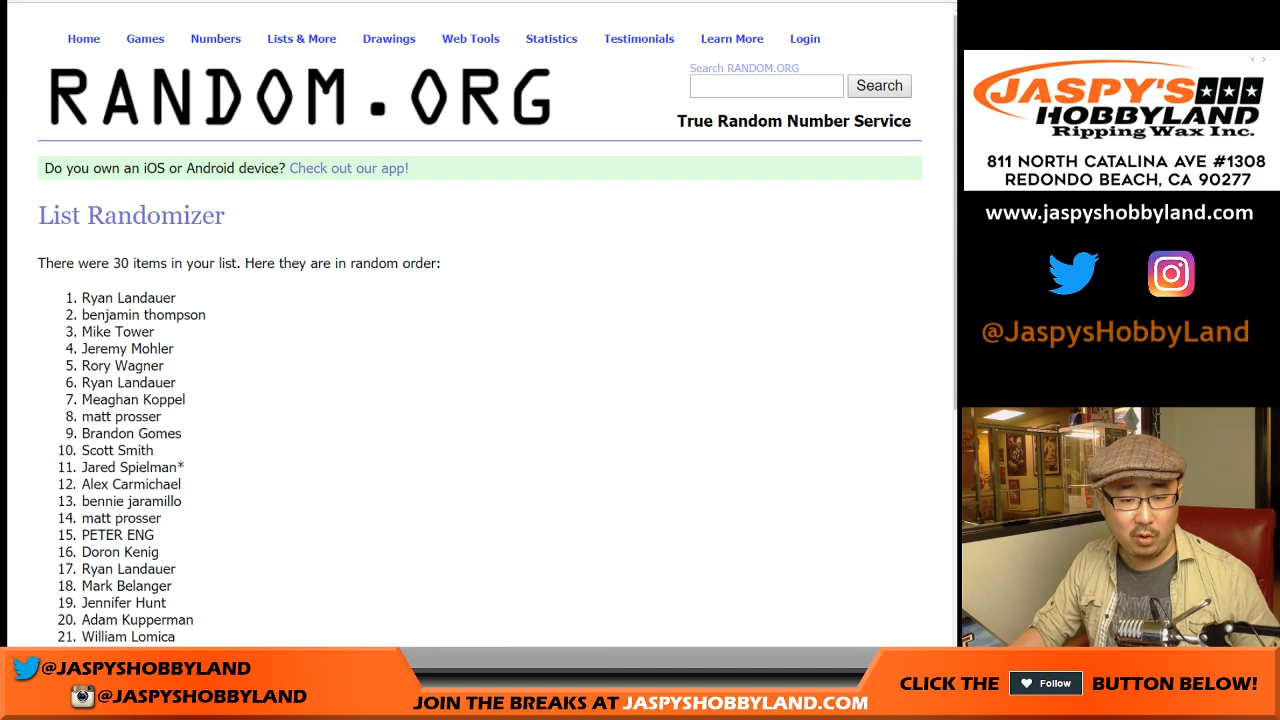 Home Games Numbers Lists & More Drawings Web Tools Statistics Testimonials Learn More Login
RANDOM.ORG
Search RANDOM.ORG
Search
True Random Number Service
Do you own an iOS or Android device? Check out our app!
List Randomizer
There were 30 items in your list. Here they are in random order:
1. Ryan Landauer
2. benjamin thompson
3. Mike Tower
4. Jeremy Mohler
5. Rory Wagner
6. Ryan Landauer
7. Meaghan Koppel
8. matt prosser
9. Brandon Gomes
10. Scott Smith
11. Jared Spielman*
12. Alex Carmichael
13. bennie jaramillo
14. matt prosser
15. PETER ENG
16. Doron Kenig
17. Ryan Landauer
18. Mark Belanger
19. Jennifer Hunt
20. Adam Kupperman
21. William Lomica
JASPY'S
HOBBYLAND
Ripping Wax Inc.
811 NORTH CATALINA AVE #1308
REDONDO BEACH, CA 90277
www.jaspyshobbyland.com
@JaspysHobbyLand
@JASPYSHOBBYLAND
@JASPYSHOBBYLAND
JOIN THE BREAKS AT JASPYSHOBBYLAND.COM
CLICK THE Follow BUTTON BELOW!